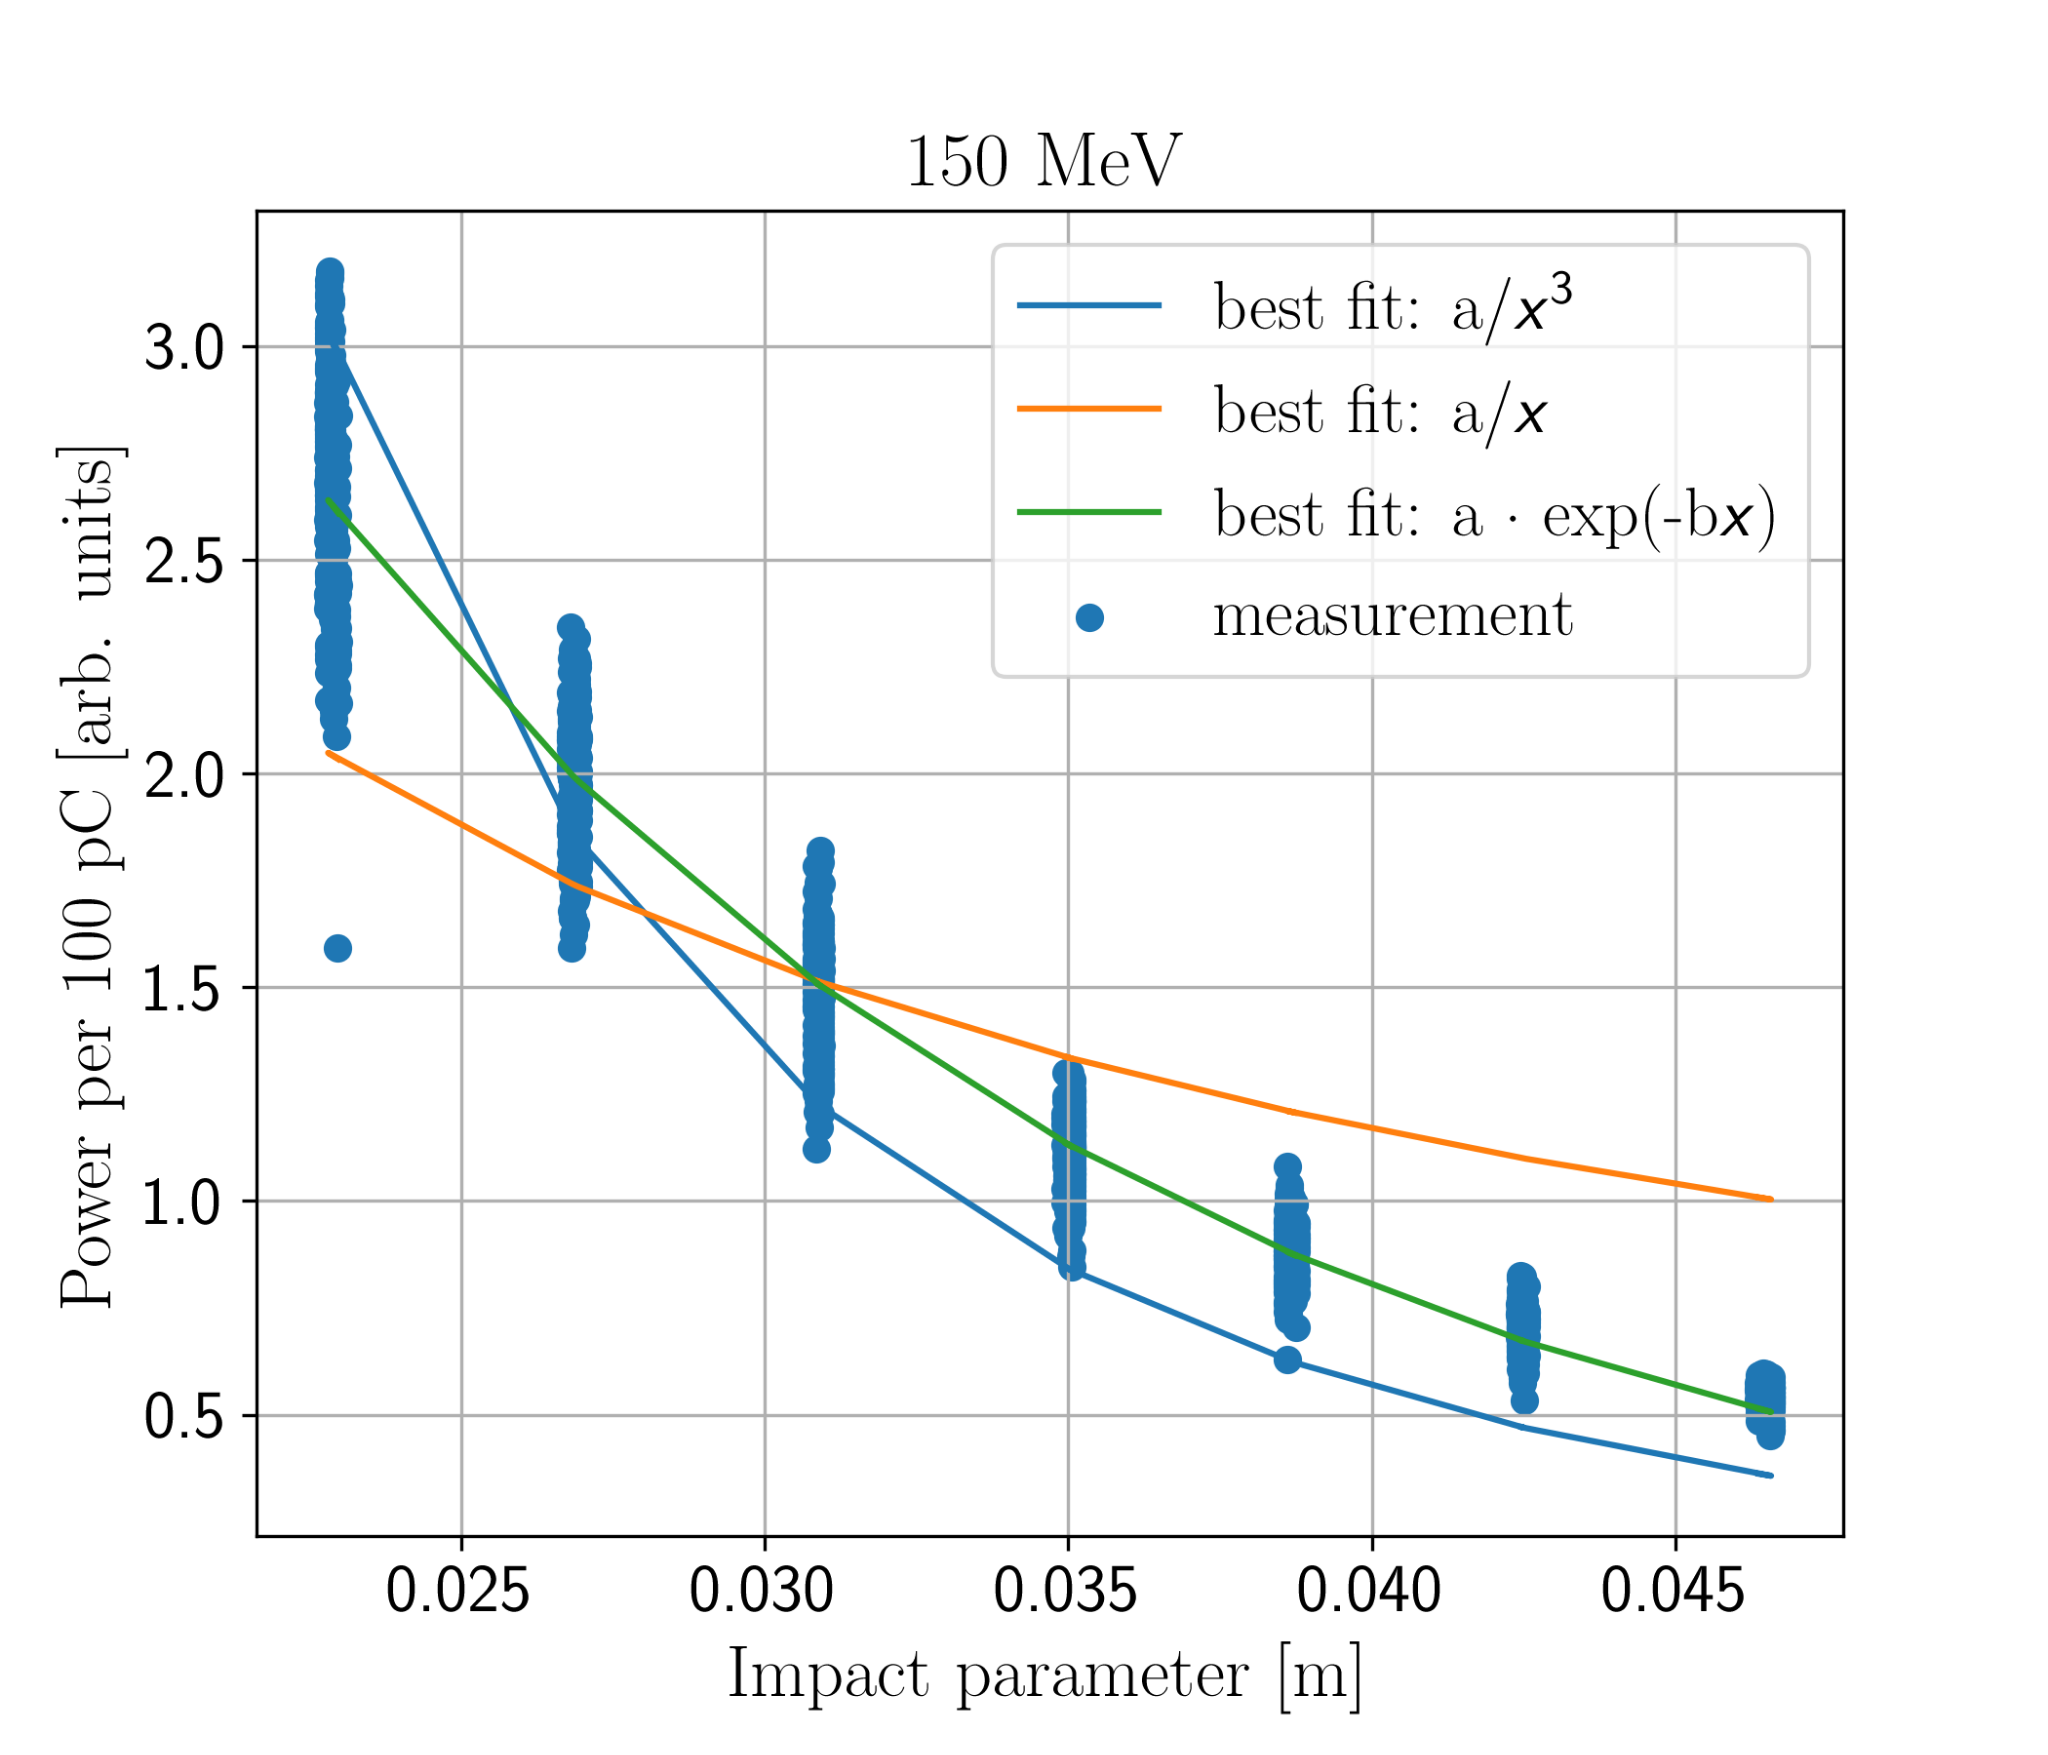 150 MeV
best fit: a/x³
best fit: a/x
best fit: a · exp(-bx)
measurement
Power per 100 pC [arb. units]
3.0
2.5
2.0
1.5
1.0
0.5
0.025 0.030 0.035 0.040 0.045
Impact parameter [m]